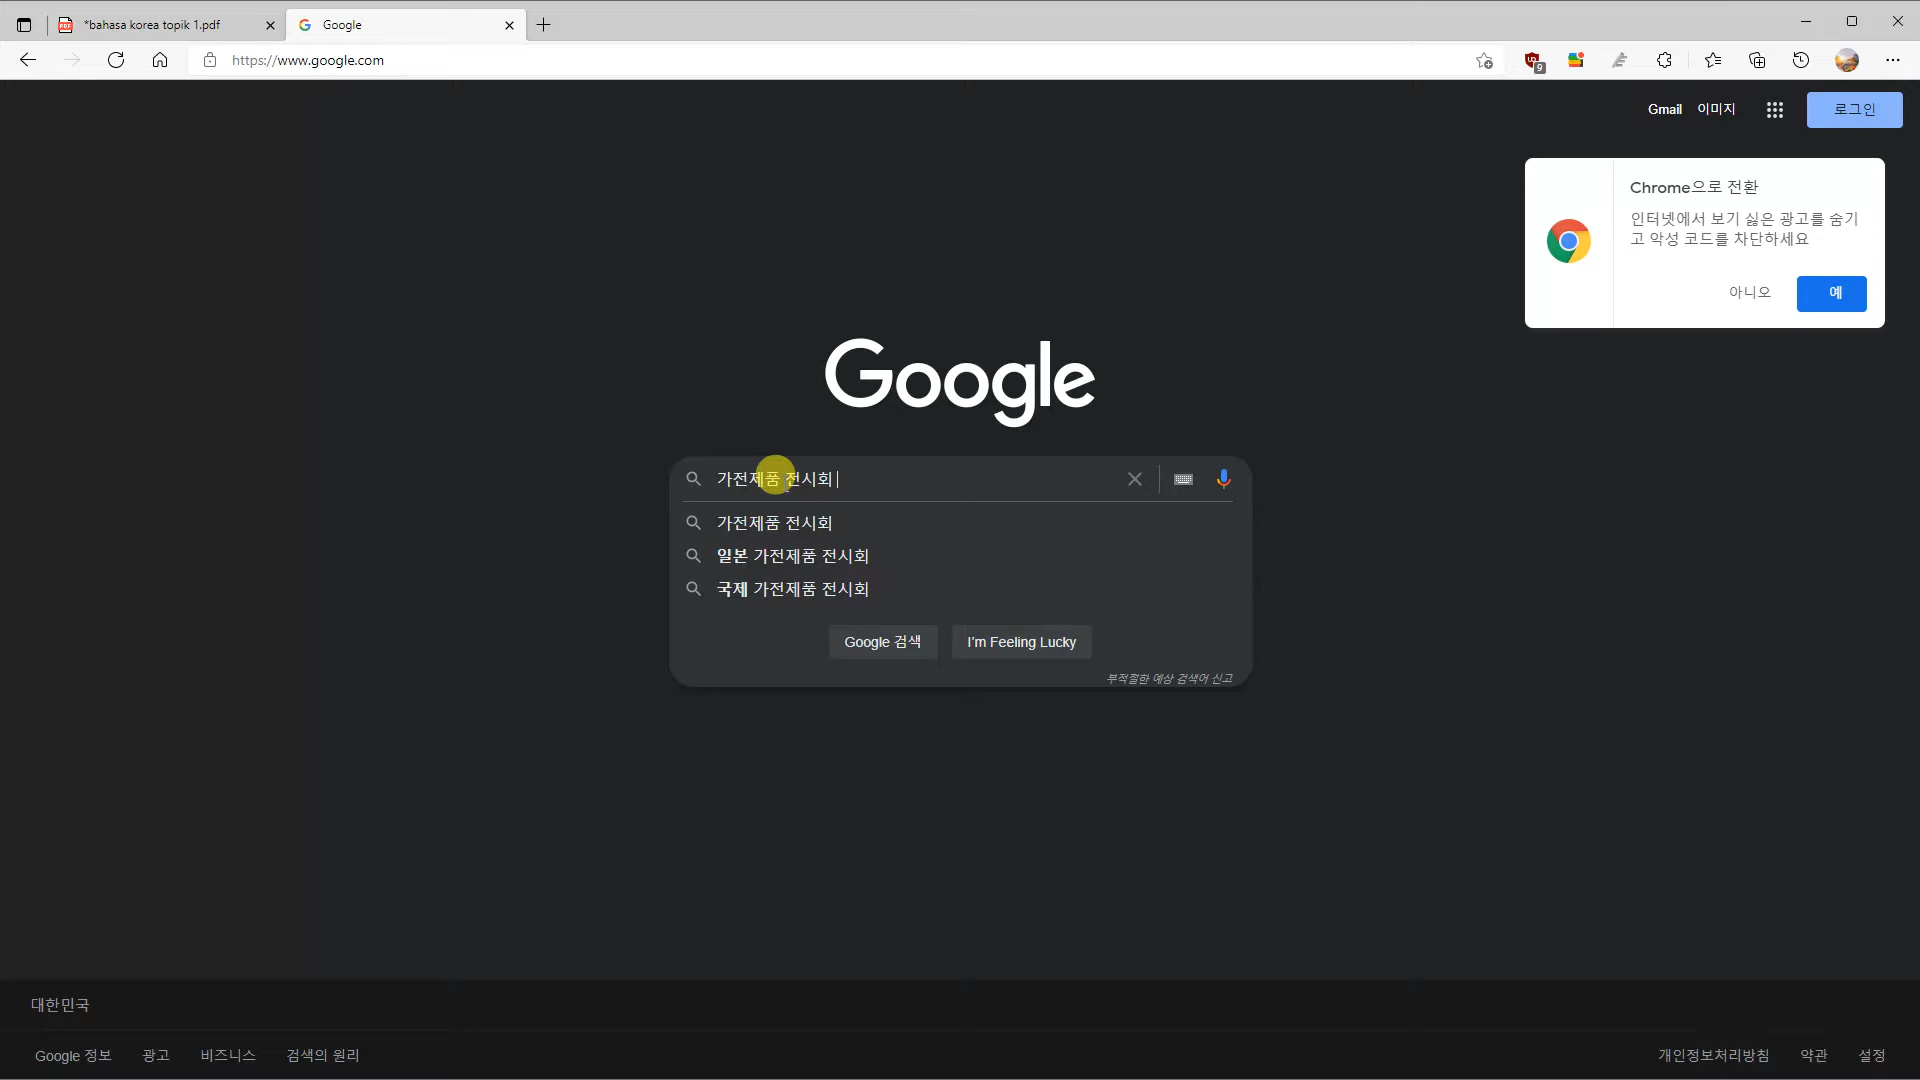 *bahasa korea topik 1.pdf
Google
https://www.google.com
9
Gmail 이미지
로그인
Chrome으로 전환
인터넷에서 보기 싫은 광고를 숨기
고 악성 코드를 차단하세요
아니오 예
Google
가전제품 전시회
가전제품 전시회
일본 가전제품 전시회
국제 가전제품 전시회
Google 검색 I'm Feeling Lucky
부적절한 예상 검색어 신고
대한민국
Google 정보 광고 비즈니스 검색의 원리 개인정보처리방침 약관 설정